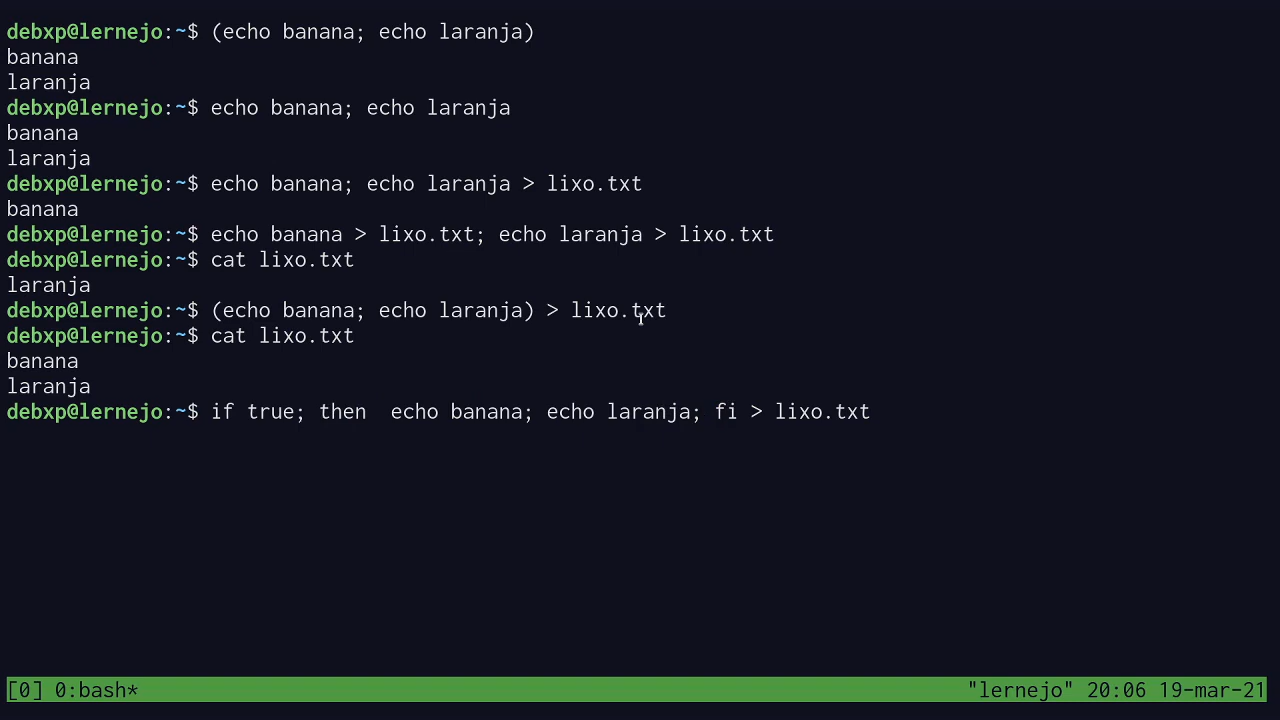 debxp@lernejo:~$ (echo banana; echo laranja)
banana
laranja
debxp@lernejo:~$ echo banana; echo laranja
banana
laranja
debxp@lernejo:~$ echo banana; echo laranja > lixo.txt
banana
debxp@lernejo:~$ echo banana > lixo.txt; echo laranja > lixo.txt
debxp@lernejo:~$ cat lixo.txt
laranja
debxp@lernejo:~$ (echo banana; echo laranja) > lixo.txt
debxp@lernejo:~$ cat lixo.txt
banana
laranja
debxp@lernejo:~$ if true; then  echo banana; echo laranja; fi > lixo.txt
[0] 0:bash* "lernejo" 20:06 19-mar-21